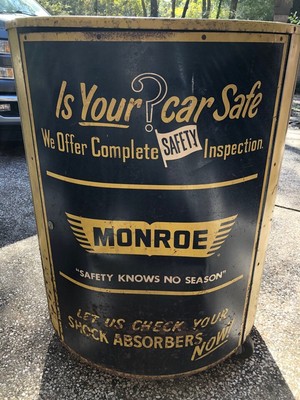 Is Your ? car Safe
We Offer Complete SAFETY Inspection.
MONROE
"SAFETY KNOWS NO SEASON"
LET US CHECK YOUR
SHOCK ABSORBERS
NOW!